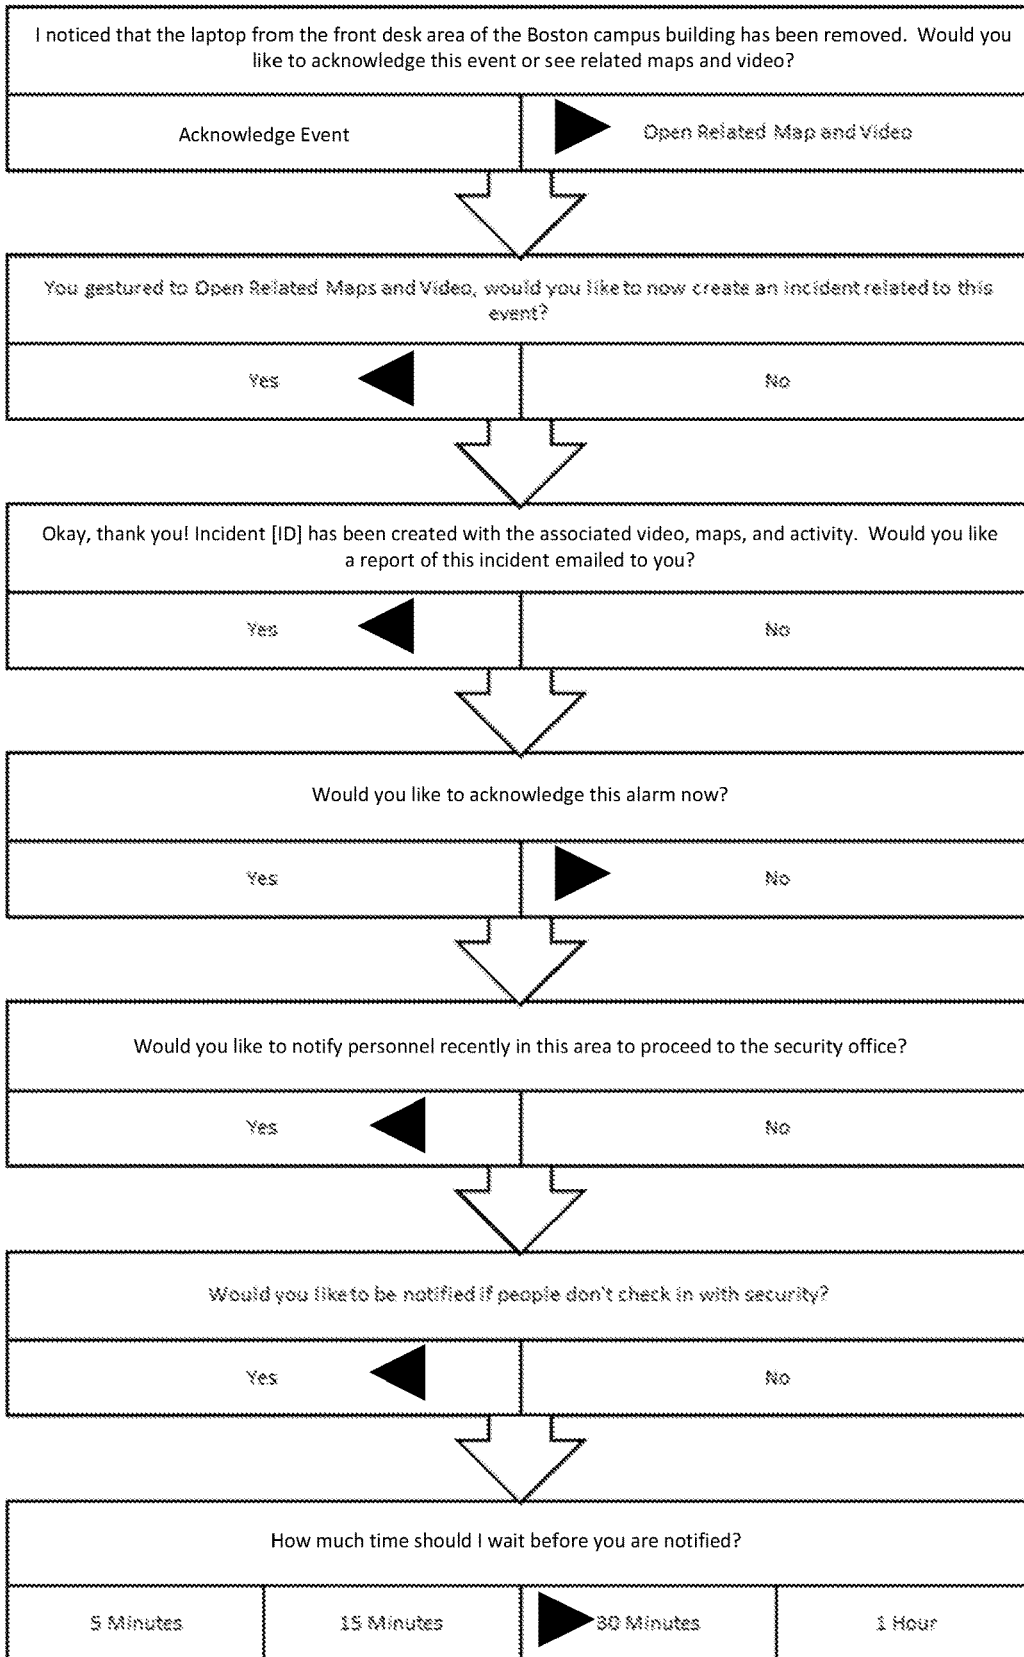 I noticed that the laptop from the front desk area of the Boston campus building has been removed.  Would you
like to acknowledge this event or see related maps and video?
Acknowledge Event
Open Related Map and Video
You gestured to Open Related Maps and Video, would you like to now create an incident related to this
event?
Yes
No
Okay, thank you! Incident [ID] has been created with the associated video, maps, and activity.  Would you like
a report of this incident emailed to you?
Yes
No
Would you like to acknowledge this alarm now?
Yes
No
Would you like to notify personnel recently in this area to proceed to the security office?
Yes
No
Would you like to be notified if people don't check in with security?
Yes
No
How much time should I wait before you are notified?
5 Minutes
15 Minutes
30 Minutes
1 Hour